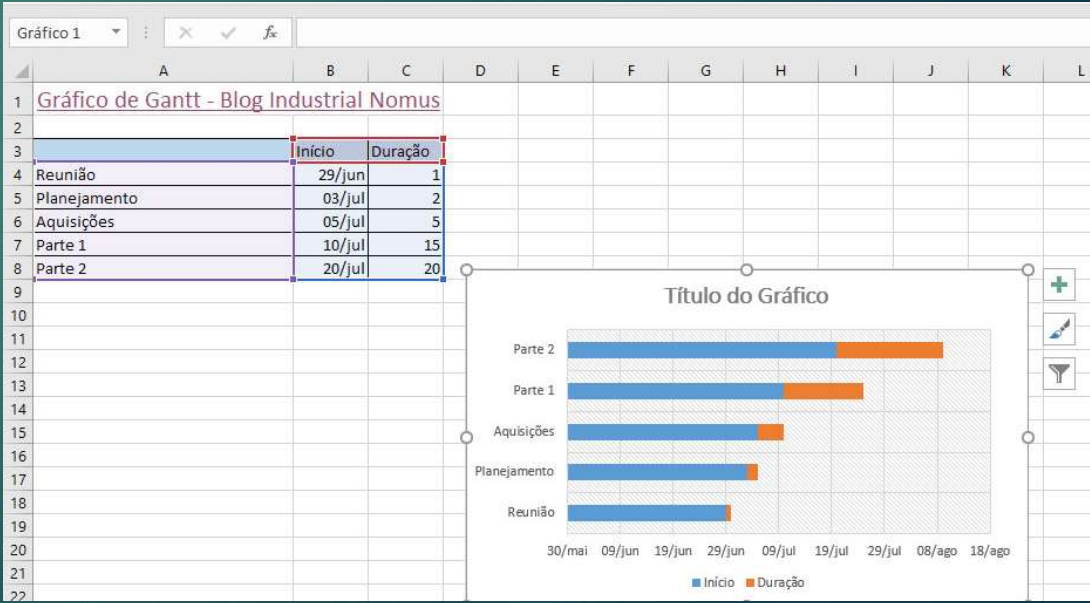 Gráfico 1 fx
A B C D E F G H I J K L
1 Gráfico de Gantt - Blog Industrial Nomus
2
3 Início Duração
4 Reunião 29/jun 1
5 Planejamento 03/jul 2
6 Aquisições 05/jul 5
7 Parte 1 10/jul 15
8 Parte 2 20/jul 20
9
Título do Gráfico
10
11
Parte 2
12
13
Parte 1
14
15
Aquisições
16
17
Planejamento
18
19
Reunião
20
30/mai 09/jun 19/jun 29/jun 09/jul 19/jul 29/jul 08/ago 18/ago
21
Início Duração
22